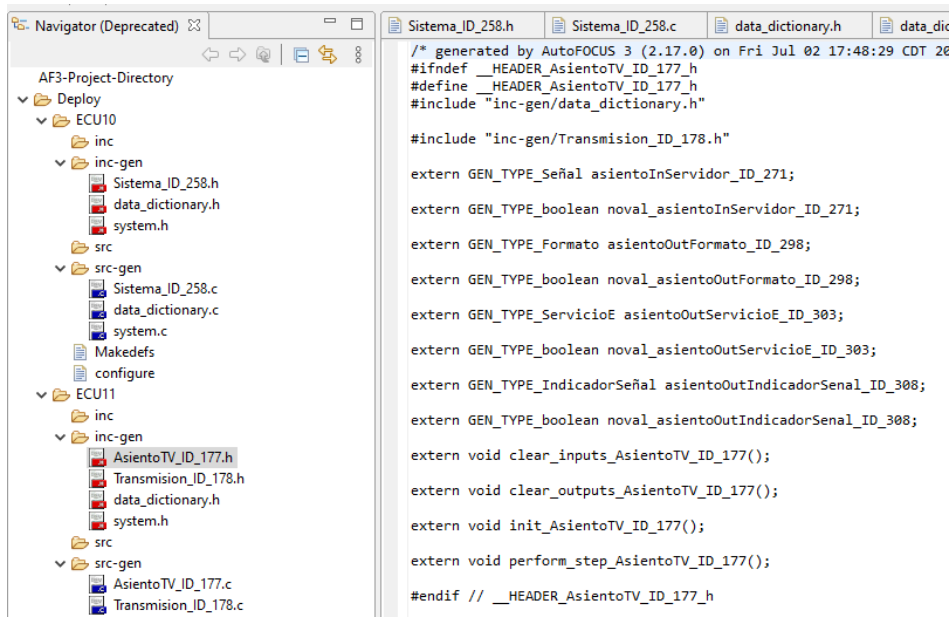 Navigator (Deprecated)
AF3-Project-Directory
Deploy
ECU10
inc
inc-gen
Sistema_ID_258.h
data_dictionary.h
system.h
src
src-gen
Sistema_ID_258.c
data_dictionary.c
system.c
Makedefs
configure
ECU11
inc
inc-gen
AsientoTV_ID_177.h
Transmision_ID_178.h
data_dictionary.h
system.h
src
src-gen
AsientoTV_ID_177.c
Transmision_ID_178.c
Sistema_ID_258.h
Sistema_ID_258.c
data_dictionary.h
data_dic
/* generated by AutoFOCUS 3 (2.17.0) on Fri Jul 02 17:48:29 CDT 20
#ifndef __HEADER_AsientoTV_ID_177_h
#define __HEADER_AsientoTV_ID_177_h
#include "inc-gen/data_dictionary.h"
#include "inc-gen/Transmision_ID_178.h"
extern GEN_TYPE_Señal asientoInServidor_ID_271;
extern GEN_TYPE_boolean noval_asientoInServidor_ID_271;
extern GEN_TYPE_Formato asientoOutFormato_ID_298;
extern GEN_TYPE_boolean noval_asientoOutFormato_ID_298;
extern GEN_TYPE_ServicioE asientoOutServicioE_ID_303;
extern GEN_TYPE_boolean noval_asientoOutServicioE_ID_303;
extern GEN_TYPE_IndicadorSeñal asientoOutIndicadorSenal_ID_308;
extern GEN_TYPE_boolean noval_asientoOutIndicadorSenal_ID_308;
extern void clear_inputs_AsientoTV_ID_177();
extern void clear_outputs_AsientoTV_ID_177();
extern void init_AsientoTV_ID_177();
extern void perform_step_AsientoTV_ID_177();
#endif // __HEADER_AsientoTV_ID_177_h